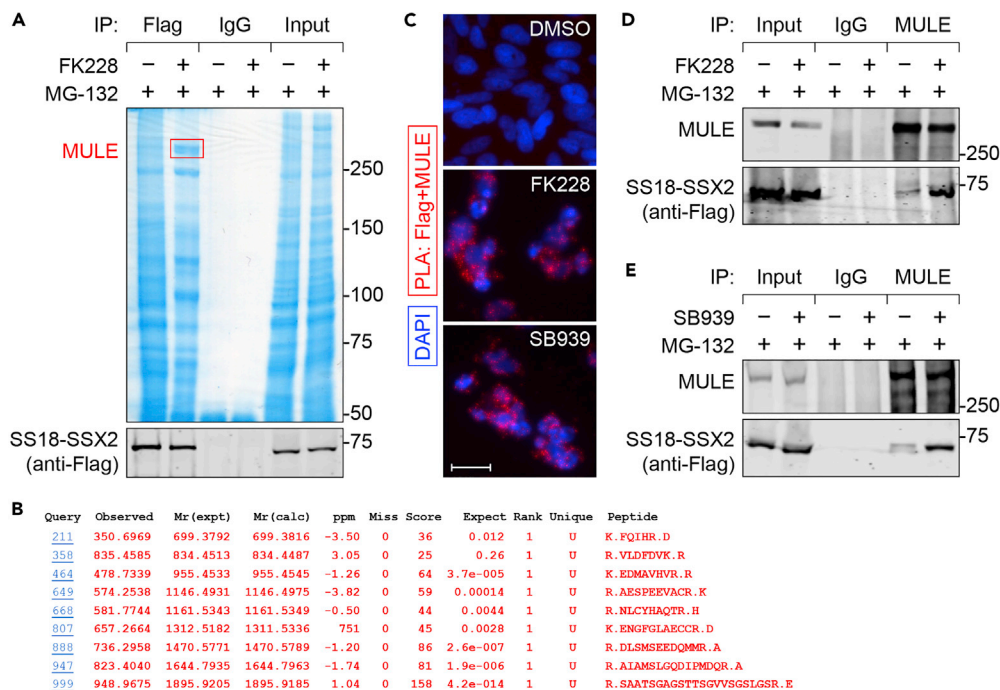 A
IP: Flag IgG Input
FK228 − + − + − +
MG-132 + + + + + +
MULE
-250
-150
-100
-75
-50
SS18-SSX2
(anti-Flag)
-75
C
PLA: Flag+MULE
DAPI
DMSO
FK228
SB939
D
IP: Input IgG MULE
FK228 − + − + − +
MG-132 + + + + + +
MULE
-250
SS18-SSX2
(anti-Flag)
-75
E
IP: Input IgG MULE
SB939 − + − + − +
MG-132 + + + + + +
MULE
-250
SS18-SSX2
(anti-Flag)
-75
B
Query Observed Mr(expt) Mr(calc) ppm Miss Score Expect Rank Unique Peptide
211 350.6969 699.3792 699.3816 -3.50 0 36 0.012 1 U K.FQIHR.D
358 835.4585 834.4513 834.4487 3.05 0 25 0.26 1 U R.VLDFDVK.R
464 478.7339 955.4533 955.4545 -1.26 0 64 3.7e-005 1 U K.EDMAVHVR.R
649 574.2538 1146.4931 1146.4975 -3.82 0 59 0.00014 1 U R.AESPEEVACR.K
668 581.7744 1161.5343 1161.5349 -0.50 0 44 0.0044 1 U R.NLCYHAQTR.H
807 657.2664 1312.5182 1311.5336 751 0 45 0.0028 1 U K.ENGFGLAECCR.D
888 736.2958 1470.5771 1470.5789 -1.20 0 86 2.6e-007 1 U R.DLSMSEEDQMMR.A
947 823.4040 1644.7935 1644.7963 -1.74 0 81 1.9e-006 1 U R.AIAMSLGQDIPMDQR.A
999 948.9675 1895.9205 1895.9185 1.04 0 158 4.2e-014 1 U R.SAATSGAGSTTSGVVSGSLGSR.E